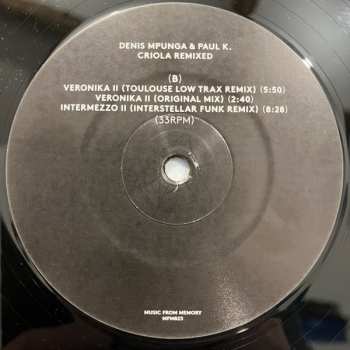 DENIS MPUNGA & PAUL K.
CRIOLA REMIXED
(B)
VERONIKA II (TOULOUSE LOW TRAX REMIX) (5:50)
VERONIKA II (ORIGINAL MIX) (2:40)
INTERMEZZO II (INTERSTELLAR FUNK REMIX) (8:28)
(33RPM)
MUSIC FROM MEMORY
MFM023